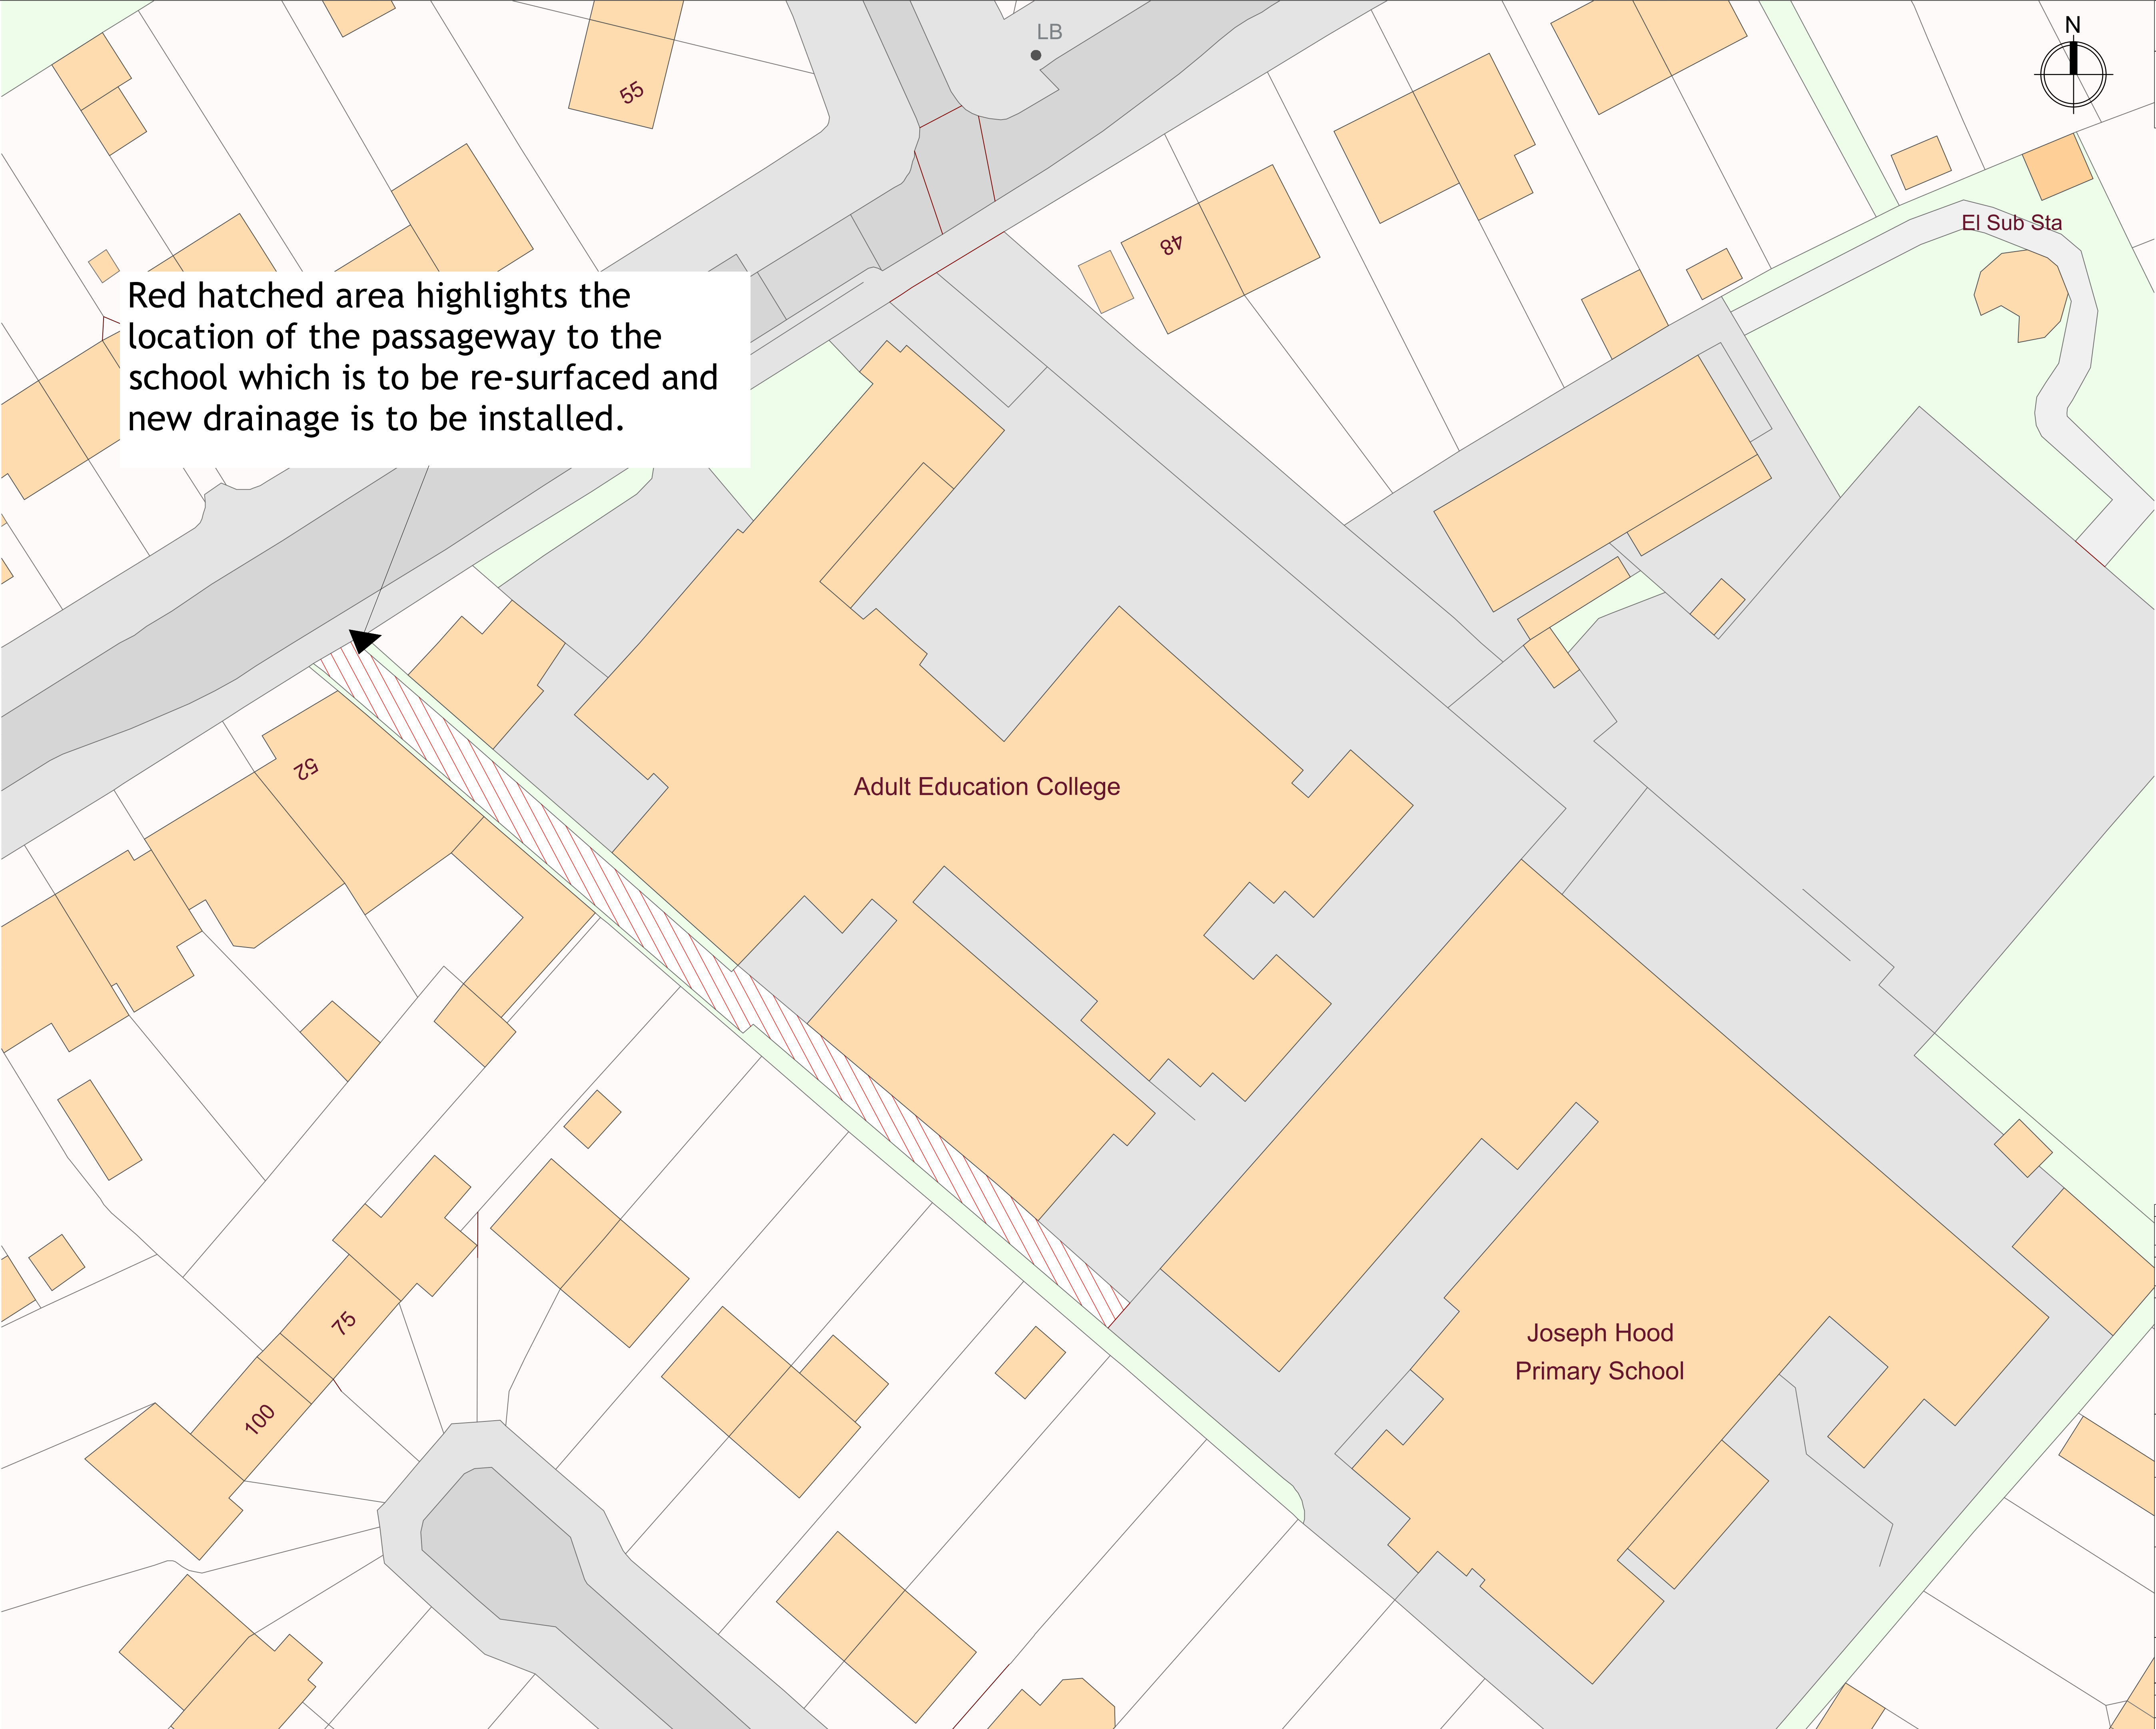 LB
N
55
48
El Sub Sta
Red hatched area highlights the
location of the passageway to the
school which is to be re-surfaced and
new drainage is to be installed.
52
Adult Education College
75
Joseph Hood
Primary School
100